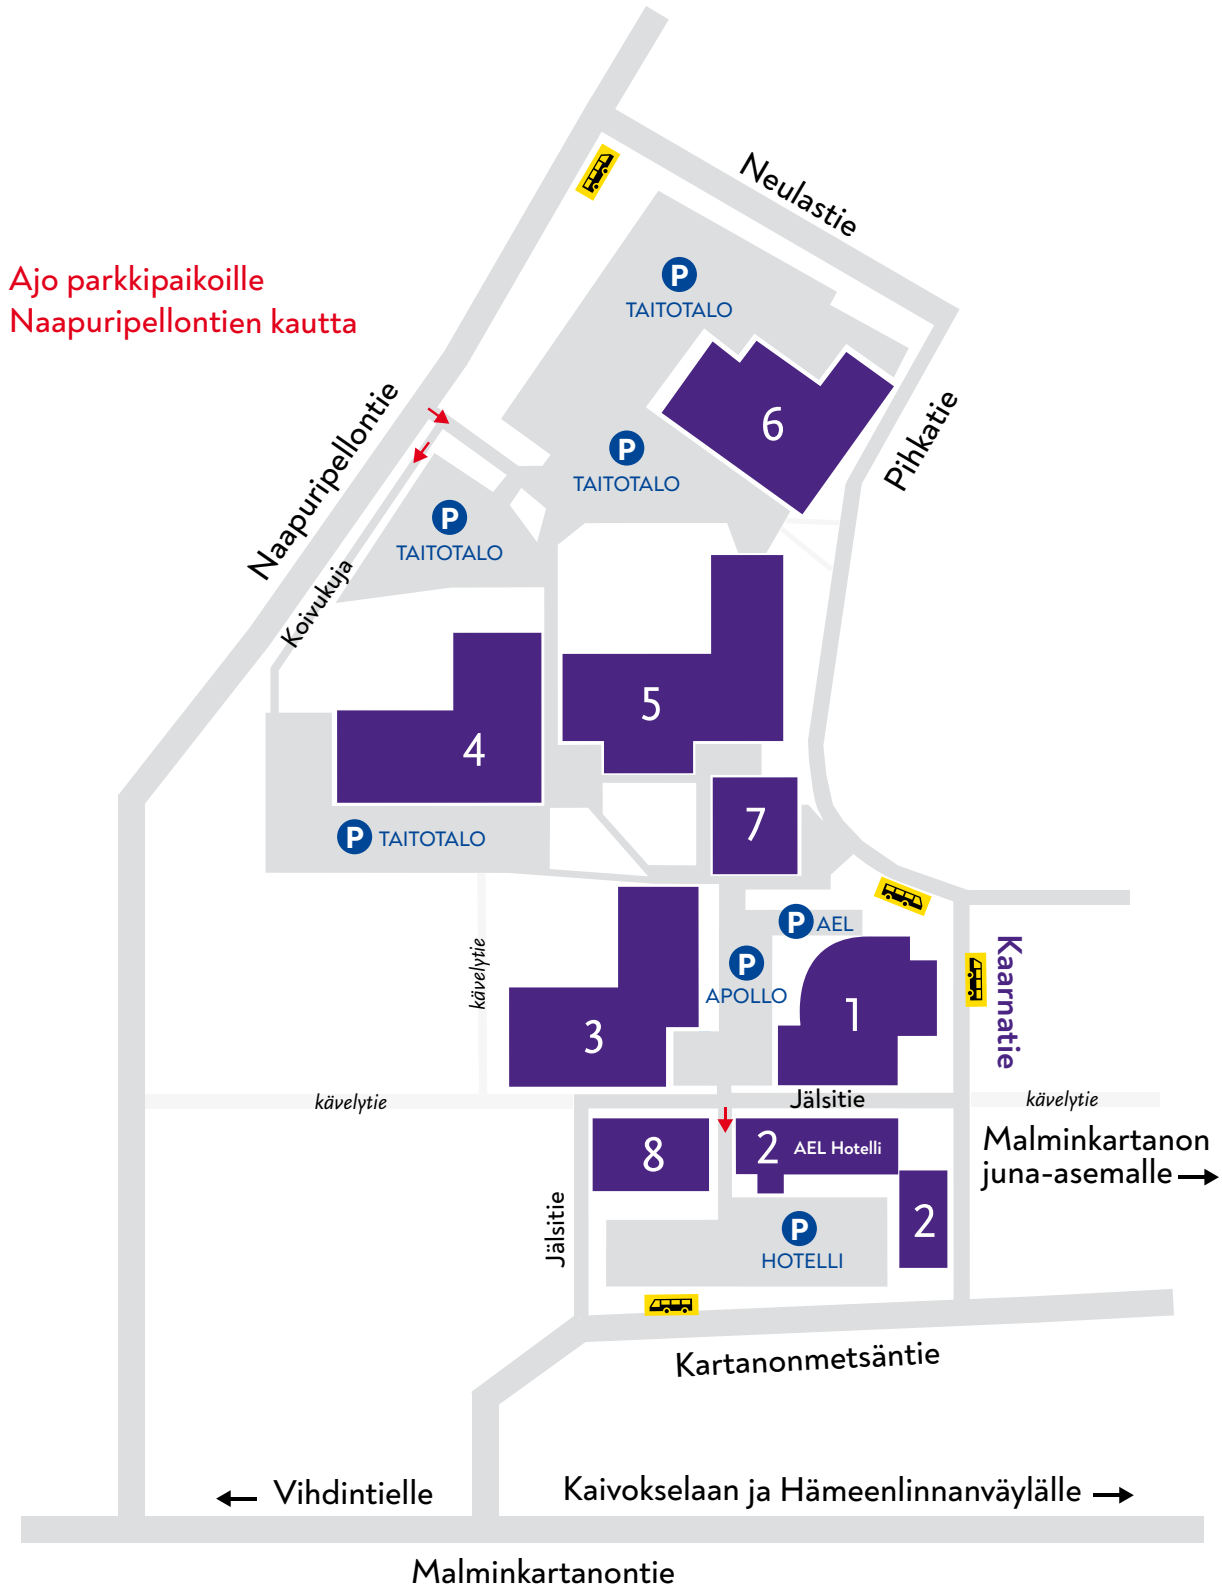 Neulastie
Ajo parkkipaikoille
Naapuripellontien kautta
P
TAITOTALO
6
Naapuripellontie
Pihkatie
P
TAITOTALO
P
TAITOTALO
Koivukuja
5
4
P TAITOTALO
7
P AEL
kävelytie
P
APOLLO
Kaarnatie
1
3
kävelytie
Jälsitie
kävelytie
8
2 AEL Hotelli
Malminkartanon
juna-asemalle
Jälsitie
2
P
HOTELLI
Kartanonmetsäntie
Vihdintielle
Kaivokselaan ja Hämeenlinnanväylälle
Malminkartanontie